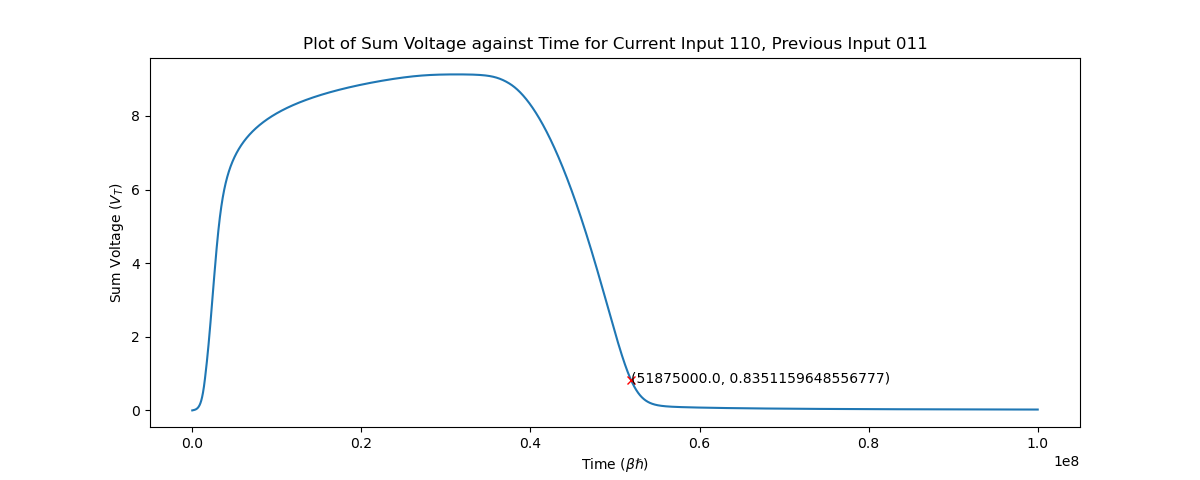 Plot of Sum Voltage against Time for Current Input 110, Previous Input 011
Sum Voltage (V_T)
8
6
4
2
0
(51875000.0, 0.8351159648556777)
0.0 0.2 0.4 0.6 0.8 1.0
1e8
Time (βℏ)